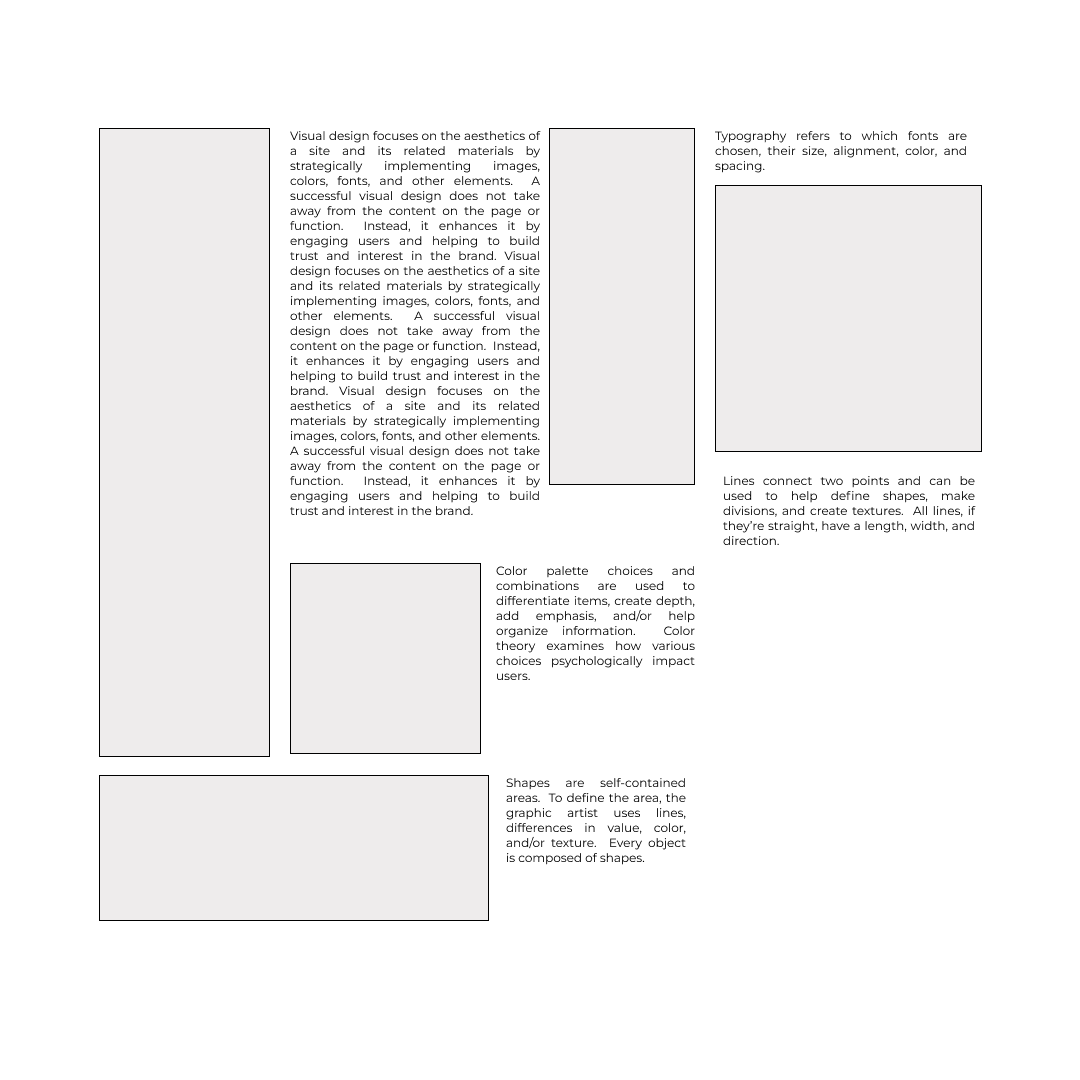 Visual design focuses on the aesthetics of
a site and its related materials by
strategically implementing images,
colors, fonts, and other elements.  A
successful visual design does not take
away from the content on the page or
function.  Instead, it enhances it by
engaging users and helping to build
trust and interest in the brand. Visual
design focuses on the aesthetics of a site
and its related materials by strategically
implementing images, colors, fonts, and
other elements.  A successful visual
design does not take away from the
content on the page or function.  Instead,
it enhances it by engaging users and
helping to build trust and interest in the
brand. Visual design focuses on the
aesthetics of a site and its related
materials by strategically implementing
images, colors, fonts, and other elements.
A successful visual design does not take
away from the content on the page or
function.  Instead, it enhances it by
engaging users and helping to build
trust and interest in the brand.
Typography refers to which fonts are
chosen, their size, alignment, color, and
spacing.
Lines connect two points and can be
used to help define shapes, make
divisions, and create textures.  All lines, if
they’re straight, have a length, width, and
direction.
Color palette choices and
combinations are used to
differentiate items, create depth,
add emphasis, and/or help
organize information.  Color
theory examines how various
choices psychologically impact
users.
Shapes are self-contained
areas.  To define the area, the
graphic artist uses lines,
differences in value, color,
and/or texture.  Every object
is composed of shapes.